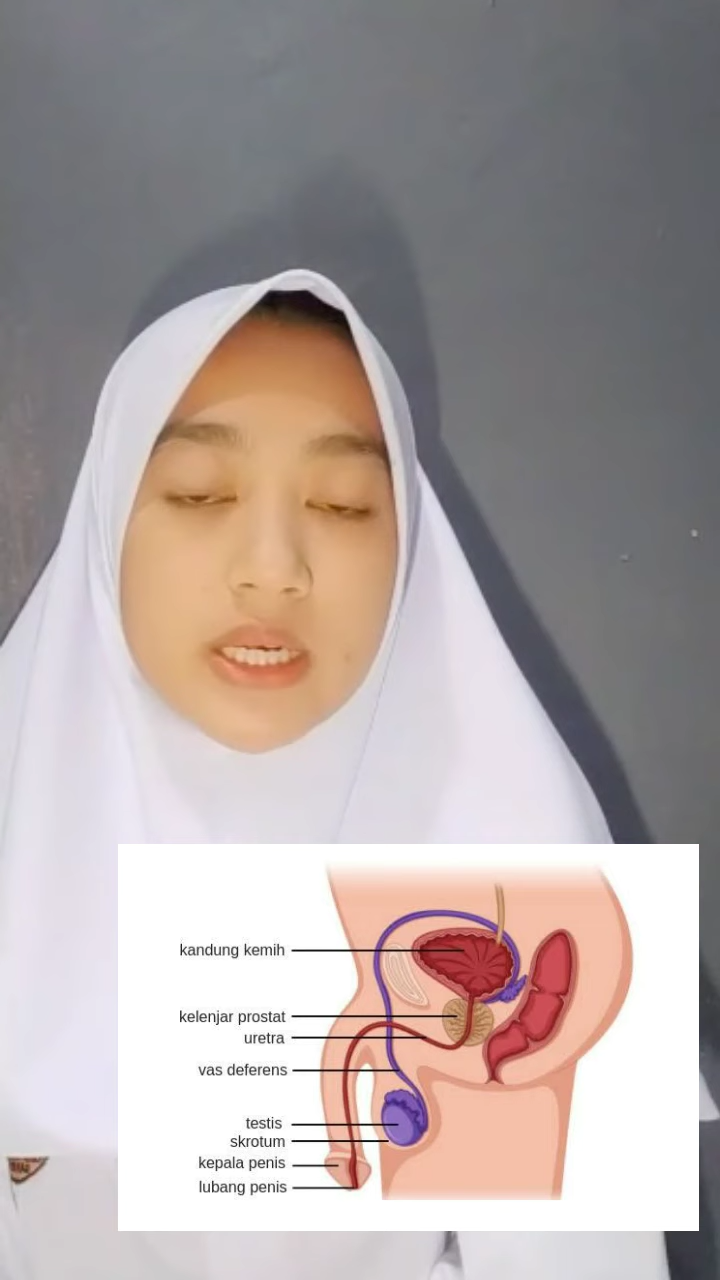 kandung kemih
kelenjar prostat
uretra
vas deferens
testis
skrotum
kepala penis
lubang penis